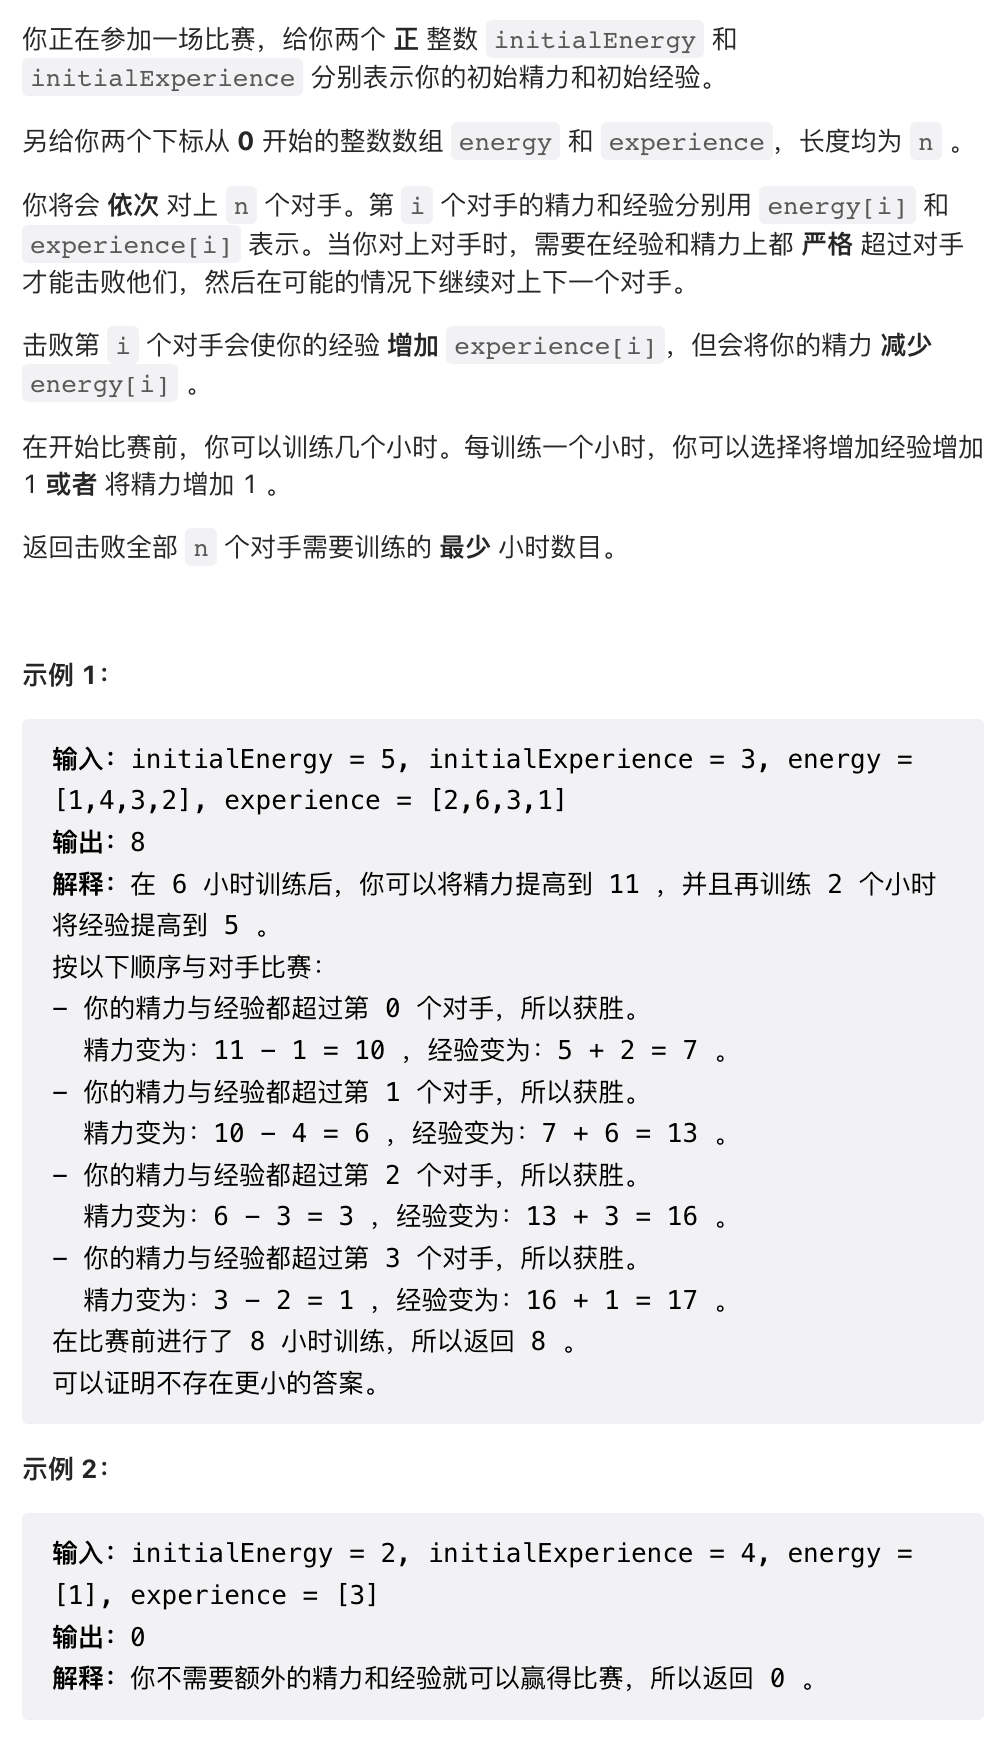 你正在参加一场比赛，给你两个 正 整数 initialEnergy 和
initialExperience 分别表示你的初始精力和初始经验。
另给你两个下标从 0 开始的整数数组 energy 和 experience，长度均为 n 。
你将会 依次 对上 n 个对手。第 i 个对手的精力和经验分别用 energy[i] 和
experience[i] 表示。当你对上对手时，需要在经验和精力上都 严格 超过对手
才能击败他们，然后在可能的情况下继续对上下一个对手。
击败第 i 个对手会使你的经验 增加 experience[i]，但会将你的精力 减少
energy[i] 。
在开始比赛前，你可以训练几个小时。每训练一个小时，你可以选择将增加经验增加
1 或者 将精力增加 1 。
返回击败全部 n 个对手需要训练的 最少 小时数目。
示例 1：
输入：initialEnergy = 5, initialExperience = 3, energy =
[1,4,3,2], experience = [2,6,3,1]
输出：8
解释：在 6 小时训练后，你可以将精力提高到 11 ，并且再训练 2 个小时
将经验提高到 5 。
按以下顺序与对手比赛：
- 你的精力与经验都超过第 0 个对手，所以获胜。
精力变为：11 - 1 = 10 ，经验变为：5 + 2 = 7 。
- 你的精力与经验都超过第 1 个对手，所以获胜。
精力变为：10 - 4 = 6 ，经验变为：7 + 6 = 13 。
- 你的精力与经验都超过第 2 个对手，所以获胜。
精力变为：6 - 3 = 3 ，经验变为：13 + 3 = 16 。
- 你的精力与经验都超过第 3 个对手，所以获胜。
精力变为：3 - 2 = 1 ，经验变为：16 + 1 = 17 。
在比赛前进行了 8 小时训练，所以返回 8 。
可以证明不存在更小的答案。
示例 2：
输入：initialEnergy = 2, initialExperience = 4, energy =
[1], experience = [3]
输出：0
解释：你不需要额外的精力和经验就可以赢得比赛，所以返回 0 。